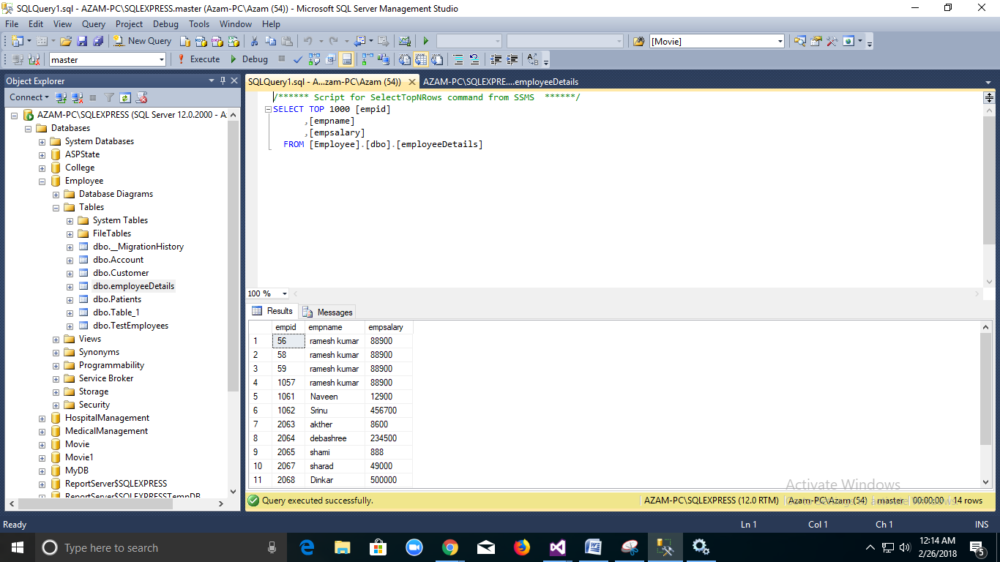 SQLQuery1.sql - AZAM-PC\SQLEXPRESS.master (Azam-PC\Azam (54)) - Microsoft SQL Server Management Studio
File Edit View Query Project Debug Tools Window Help
New Query [Movie]
master Execute Debug
Object Explorer
Connect
AZAM-PC\SQLEXPRESS (SQL Server 12.0.2000 - A
Databases
System Databases
ASPState
College
Employee
Database Diagrams
Tables
System Tables
FileTables
dbo.__MigrationHistory
dbo.Account
dbo.Customer
dbo.employeeDetails
dbo.Patients
dbo.Table_1
dbo.TestEmployees
Views
Synonyms
Programmability
Service Broker
Storage
Security
HospitalManagement
MedicalManagement
Movie
Movie1
MyDB
ReportServer$SQLEXPRESS
ReportServer$SQLEXPRESSTempDB
SQLQuery1.sql - A...zam-PC\Azam (54)) AZAM-PC\SQLEXPRE....employeeDetails
/****** Script for SelectTopNRows command from SSMS ******/
SELECT TOP 1000 [empid]
,[empname]
,[empsalary]
FROM [Employee].[dbo].[employeeDetails]
100 %
Results Messages
empid empname empsalary
1 56 ramesh kumar 88900
2 58 ramesh kumar 88900
3 59 ramesh kumar 88900
4 1057 ramesh kumar 88900
5 1061 Naveen 12900
6 1062 Srinu 456700
7 2063 akther 8600
8 2064 debashree 234500
9 2065 shami 888
10 2067 sharad 49000
11 2068 Dinkar 500000
Activate Windows
Query executed successfully. AZAM-PC\SQLEXPRESS (12.0 RTM) Azam-PC\Azam (54) master 00:00:00 14 rows
Ready Ln 1 Col 1 Ch 1 INS
Type here to search
12:14 AM
2/26/2018
5